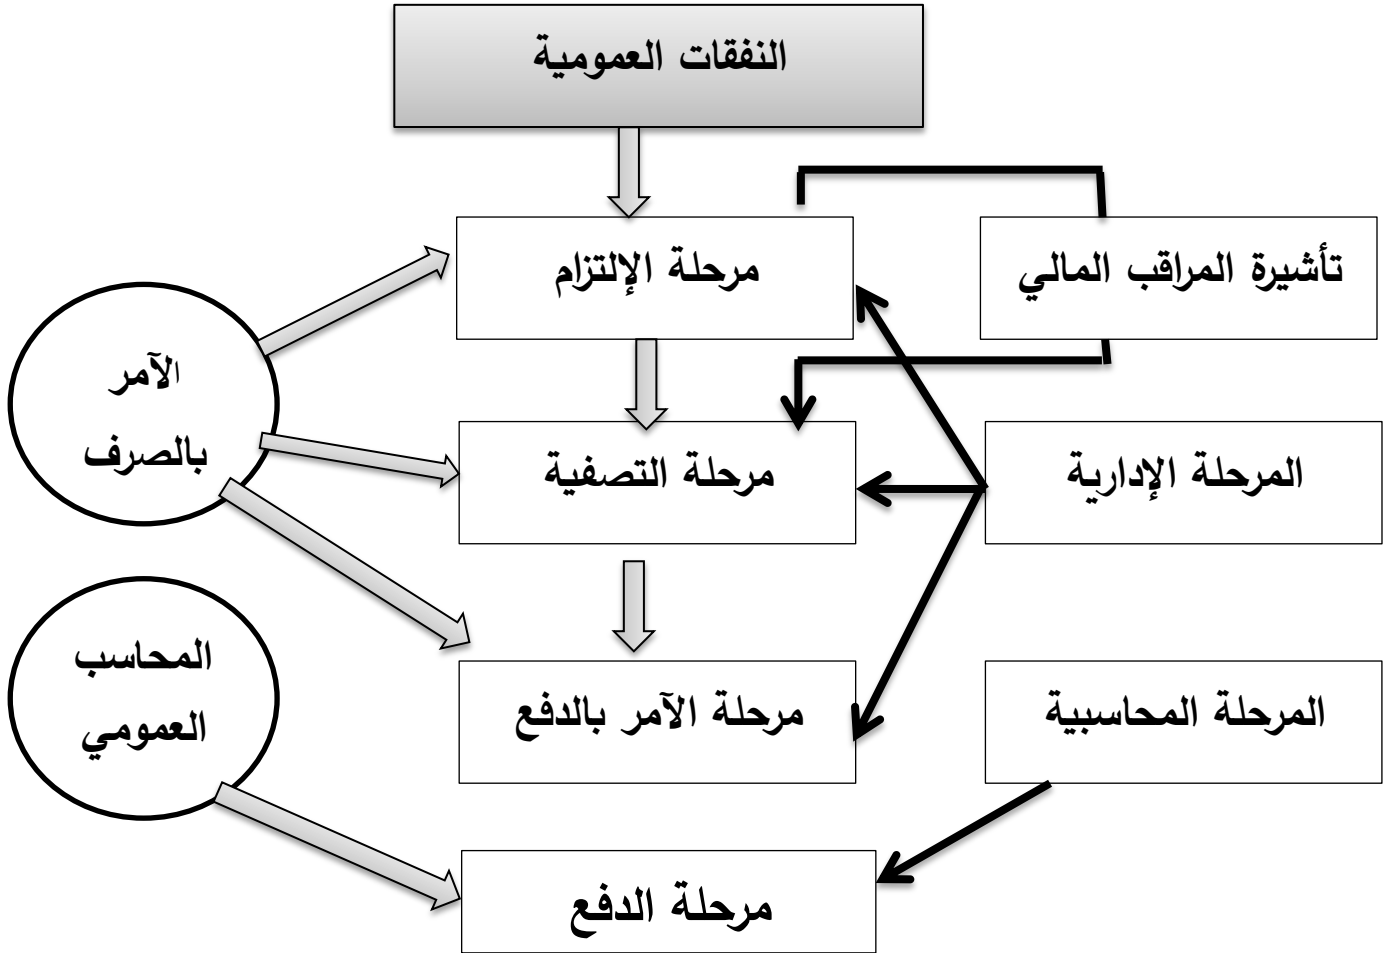 النفقات العمومية
مرحلة الإلتزام
تأشيرة المراقب المالي
الآمر
بالصرف
مرحلة التصفية
المرحلة الإدارية
المحاسب
العمومي
مرحلة الآمر بالدفع
المرحلة المحاسبية
مرحلة الدفع